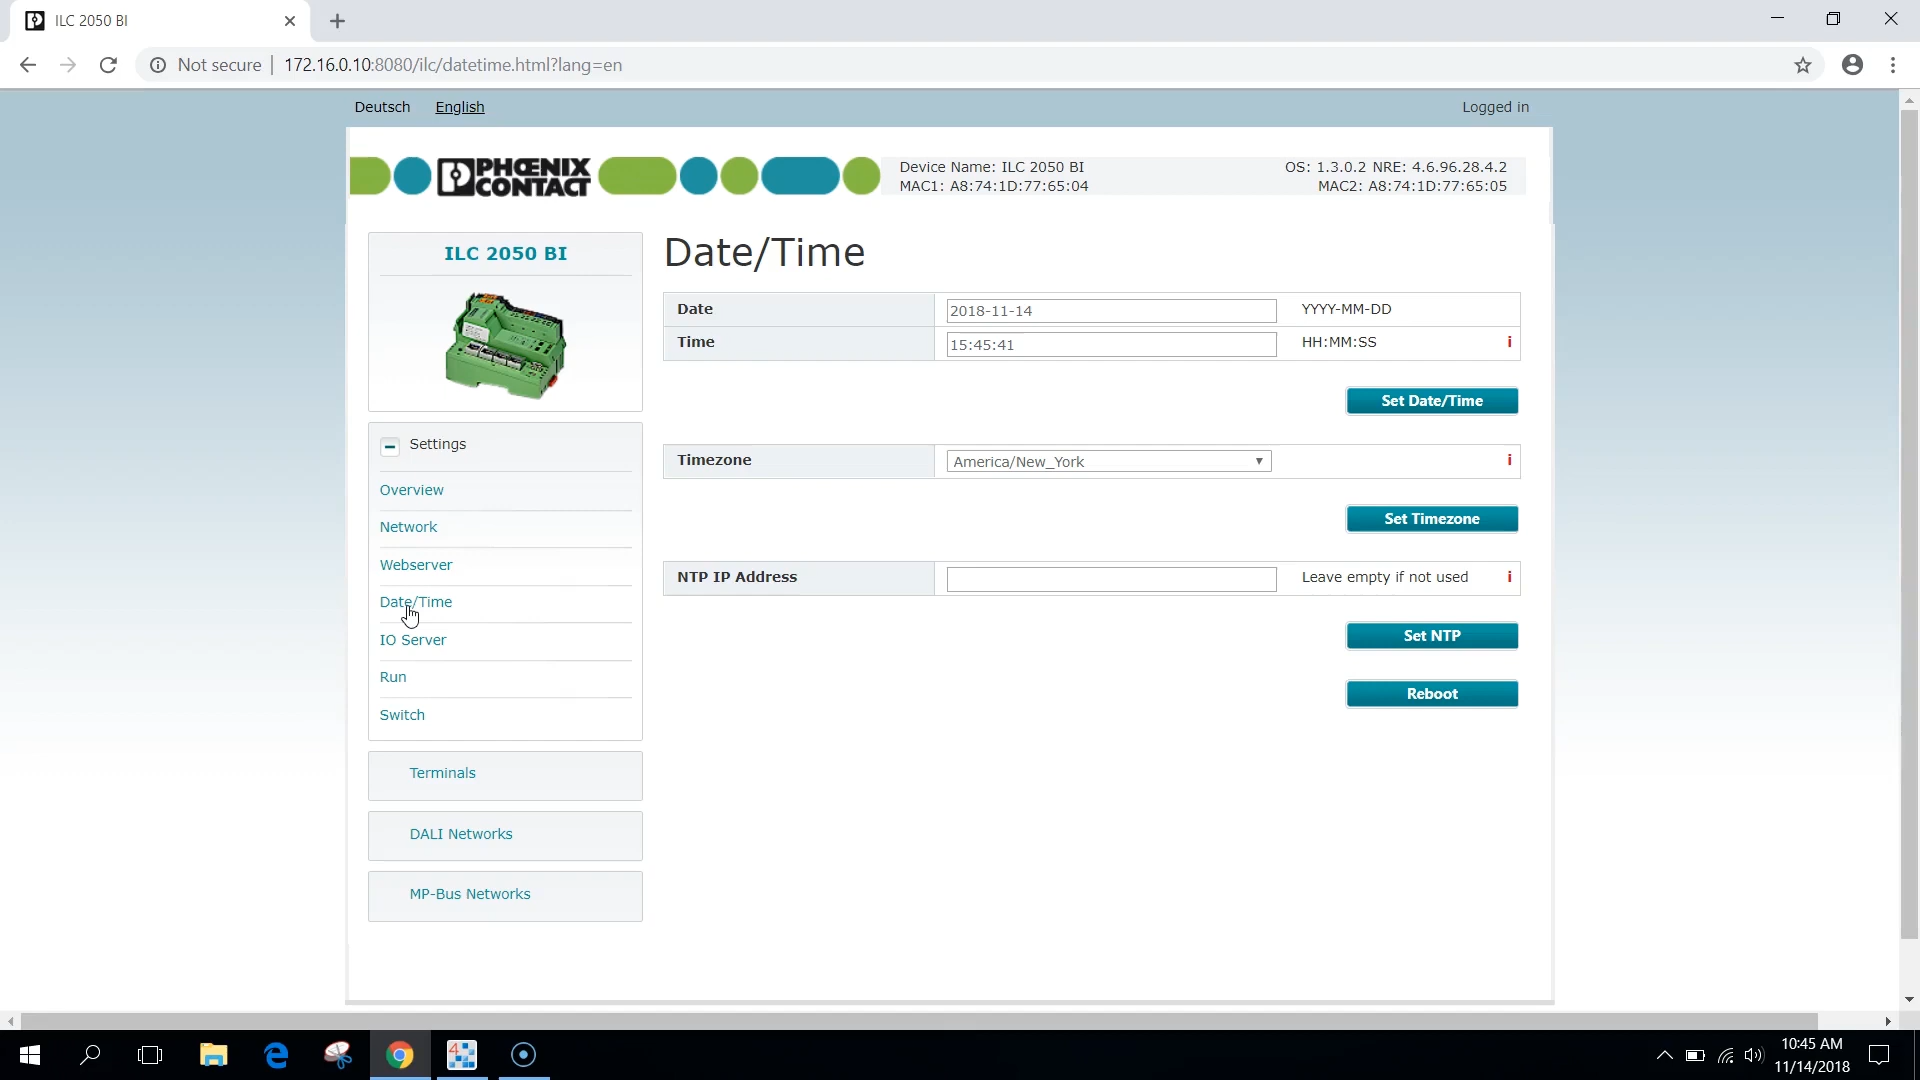 ILC 2050 BI
Not secure | 172.16.0.10:8080/ilc/datetime.html?lang=en
Deutsch English Logged in
PHŒNIX CONTACT
Device Name: ILC 2050 BI OS: 1.3.0.2 NRE: 4.6.96.28.4.2
MAC1: A8:74:1D:77:65:04 MAC2: A8:74:1D:77:65:05
ILC 2050 BI
Settings
Overview
Network
Webserver
Date/Time
IO Server
Run
Switch
Terminals
DALI Networks
MP-Bus Networks
Date/Time
Date 2018-11-14 YYYY-MM-DD
Time 15:45:41 HH:MM:SS i
Set Date/Time
Timezone America/New_York i
Set Timezone
NTP IP Address Leave empty if not used i
Set NTP
Reboot
10:45 AM
11/14/2018